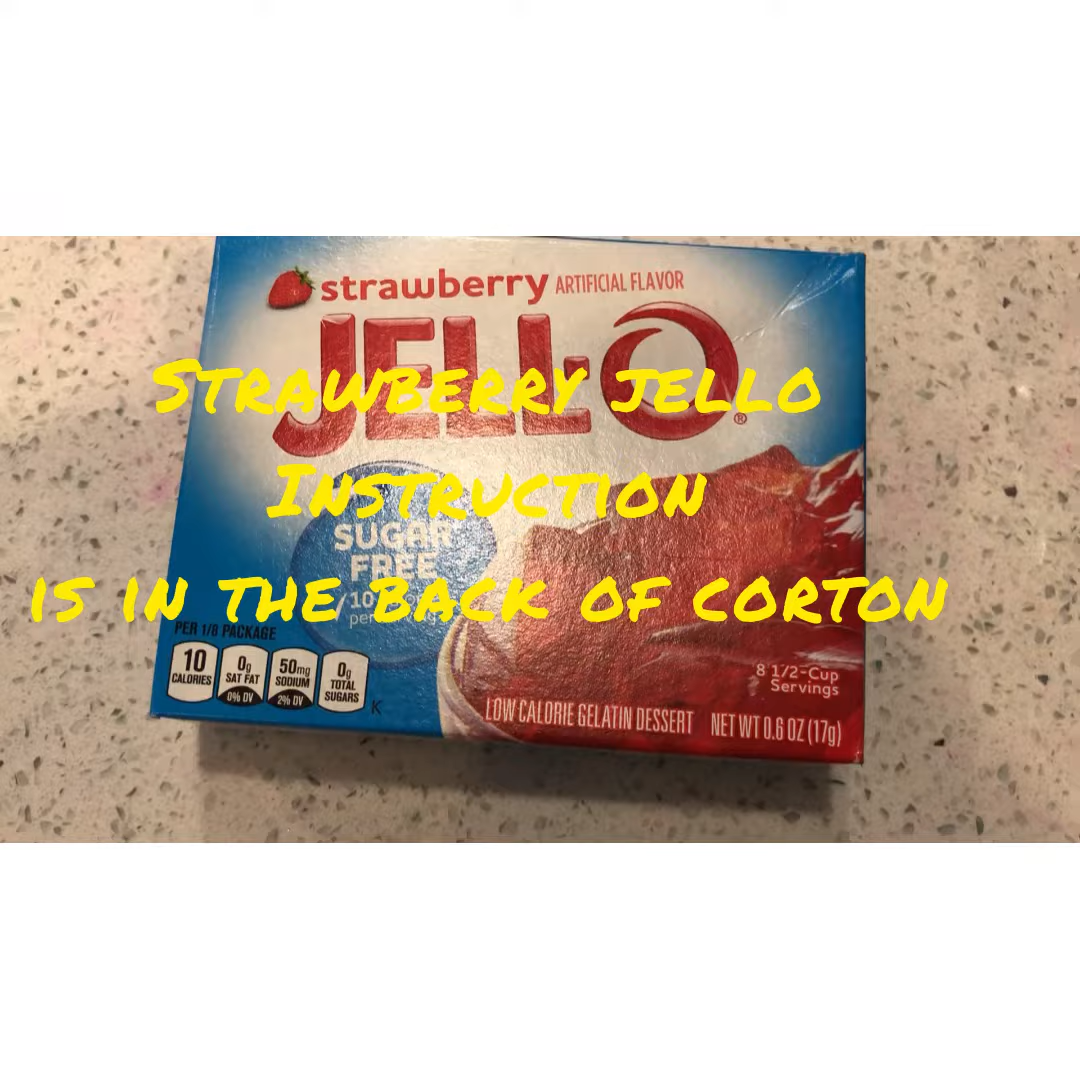 strawberry ARTIFICIAL FLAVOR
JELL-O®
Strawberry jello
Instruction
SUGAR
FREE
is in the back of corton
10
per
PER 1/8 PACKAGE
10 CALORIES
0g SAT FAT 0% DV
50mg SODIUM 2% DV
0g TOTAL SUGARS
K
8 1/2-Cup
Servings
LOW CALORIE GELATIN DESSERT NET WT 0.6 OZ (17g)